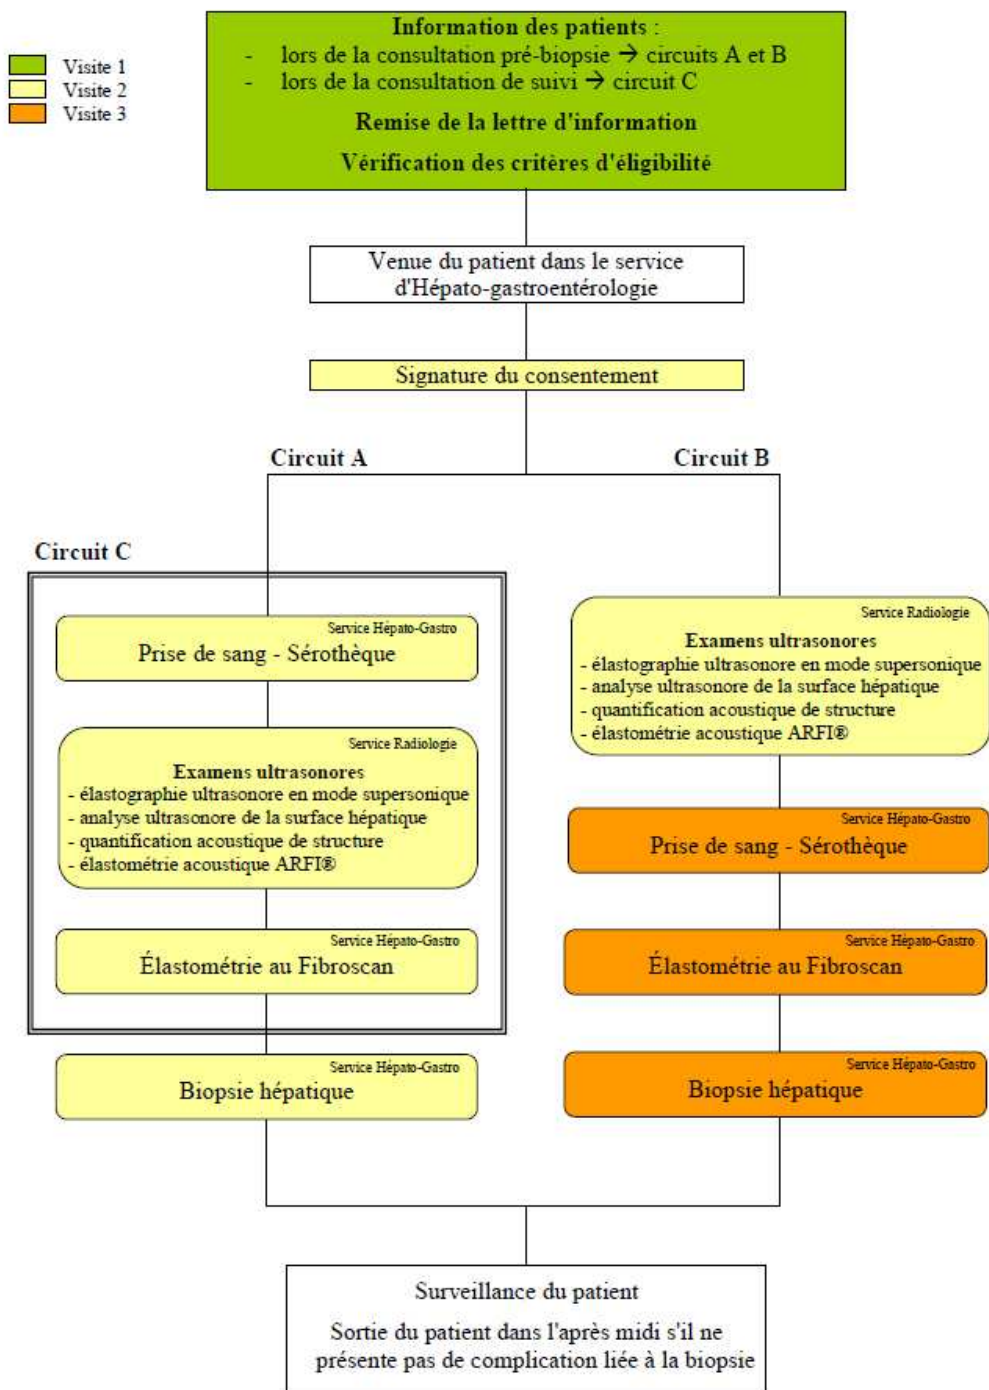 Information des patients :
- lors de la consultation pré-biopsie → circuits A et B
- lors de la consultation de suivi → circuit C
Remise de la lettre d'information
Vérification des critères d'éligibilité
Visite 1
Visite 2
Visite 3
Venue du patient dans le service
d'Hépato-gastroentérologie
Signature du consentement
Circuit A
Circuit B
Circuit C
Service Hépato-Gastro
Prise de sang - Sérothèque
Service Radiologie
Examens ultrasonores
- élastographie ultrasonore en mode supersonique
- analyse ultrasonore de la surface hépatique
- quantification acoustique de structure
- élastométrie acoustique ARFI®
Service Hépato-Gastro
Élastométrie au Fibroscan
Service Hépato-Gastro
Biopsie hépatique
Service Radiologie
Examens ultrasonores
- élastographie ultrasonore en mode supersonique
- analyse ultrasonore de la surface hépatique
- quantification acoustique de structure
- élastométrie acoustique ARFI®
Service Hépato-Gastro
Prise de sang - Sérothèque
Service Hépato-Gastro
Élastométrie au Fibroscan
Service Hépato-Gastro
Biopsie hépatique
Surveillance du patient
Sortie du patient dans l'après midi s'il ne
présente pas de complication liée à la biopsie